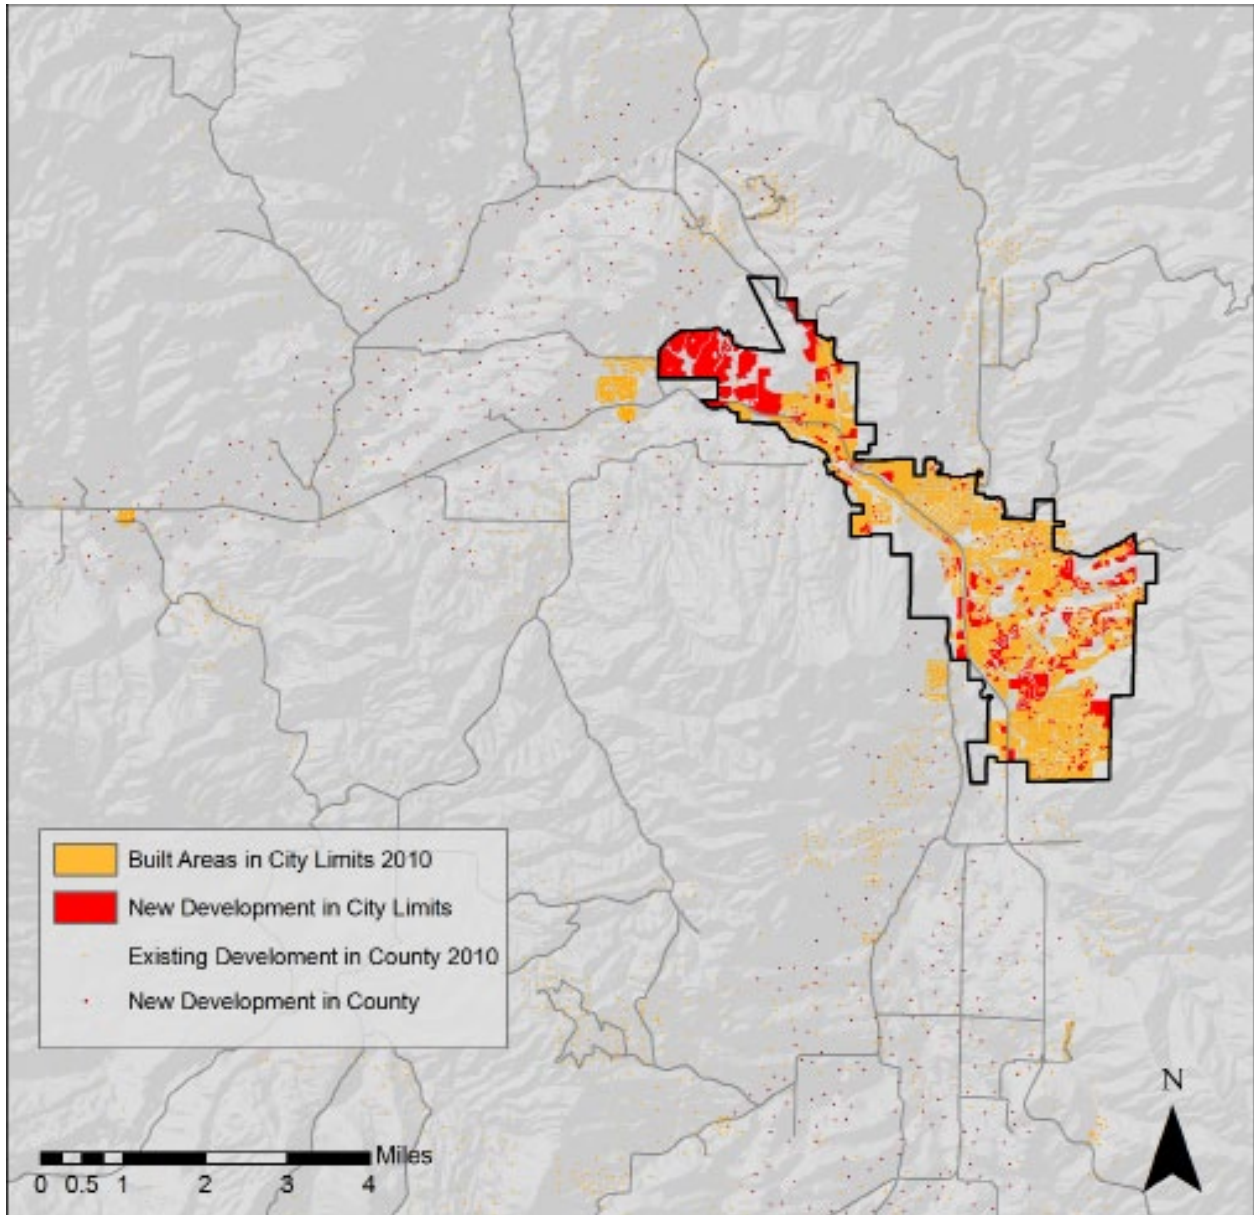 Built Areas in City Limits 2010
New Development in City Limits
Existing Develoment in County 2010
New Development in County
N
Miles
0 0.5 1 2 3 4